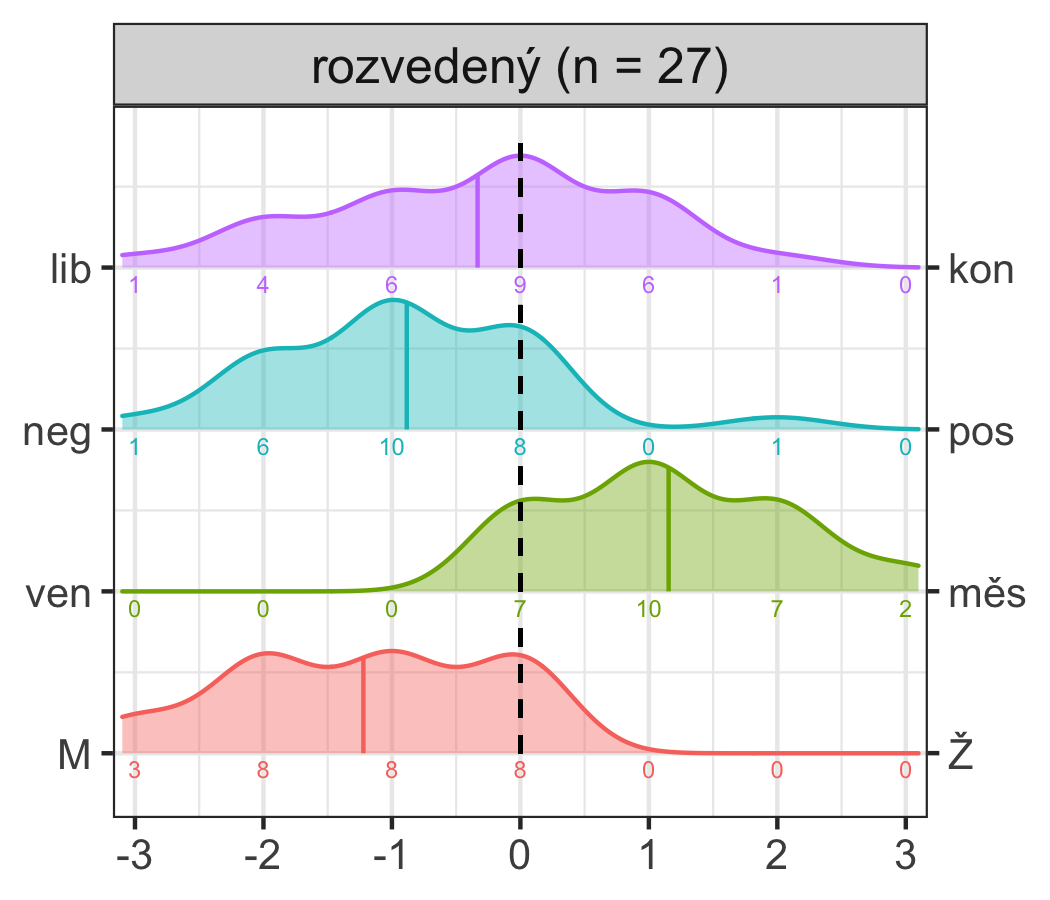 rozvedený (n = 27)
lib kon
1 4 6 9 6 1 0
neg pos
1 6 10 8 0 1 0
ven měs
0 0 0 7 10 7 2
M Ž
3 8 8 8 0 0 0
-3 -2 -1 0 1 2 3